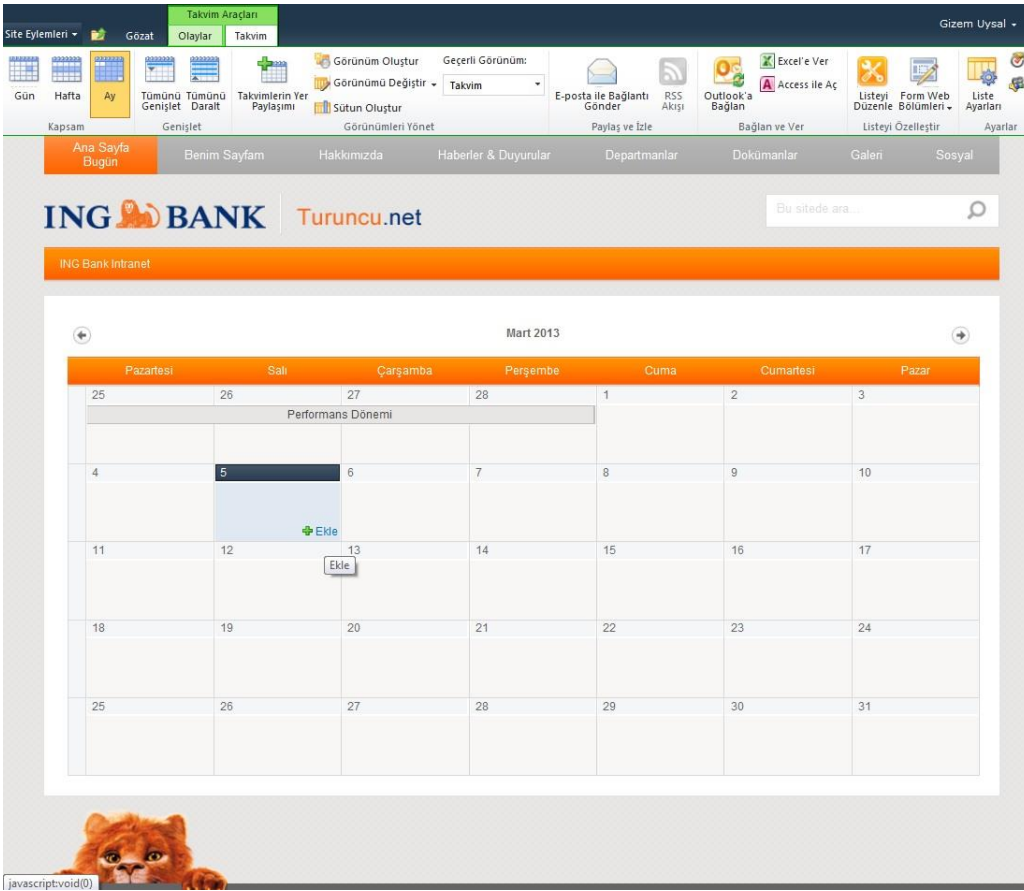 Takvim Araçları
Site Eylemleri
Gözat
Olaylar
Takvim
Gizem Uysal
Gün
Hafta
Ay
Kapsam
Tümünü Genişlet
Tümünü Daralt
Genişlet
Takvimlerin Yer Paylaşımı
Görünüm Oluştur
Görünümü Değiştir
Sütun Oluştur
Geçerli Görünüm:
Takvim
Görünümleri Yönet
E-posta ile Bağlantı Gönder
RSS Akışı
Paylaş ve İzle
Outlook'a Bağlan
Excel'e Ver
Access ile Aç
Bağlan ve Ver
Listeyi Düzenle
Form Web Bölümleri
Listeyi Özelleştir
Liste Ayarları
Ayarlar
Ana Sayfa Bugün
Benim Sayfam
Hakkımızda
Haberler & Duyurular
Departmanlar
Dokümanlar
Galeri
Sosyal
ING BANK
Turuncu.net
Bu sitede ara...
ING Bank Intranet
Mart 2013
Pazartesi Salı Çarşamba Perşembe Cuma Cumartesi Pazar
25 26 27 28 1 2 3
Performans Dönemi
4 5 6 7 8 9 10
Ekle
11 12 13 14 15 16 17
Ekle
18 19 20 21 22 23 24
25 26 27 28 29 30 31
javascript:void(0)